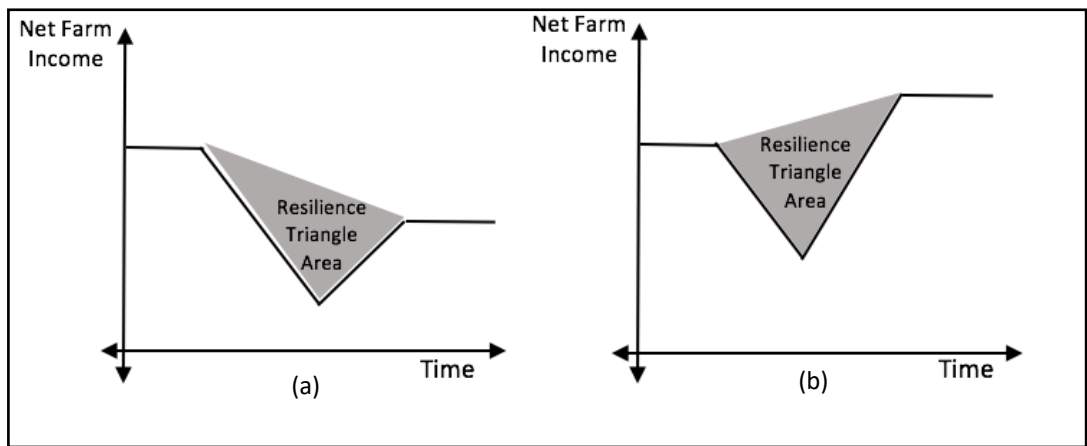 Net Farm
Income
Resilience
Triangle
Area
Time
(a)
Net Farm
Income
Resilience
Triangle
Area
Time
(b)